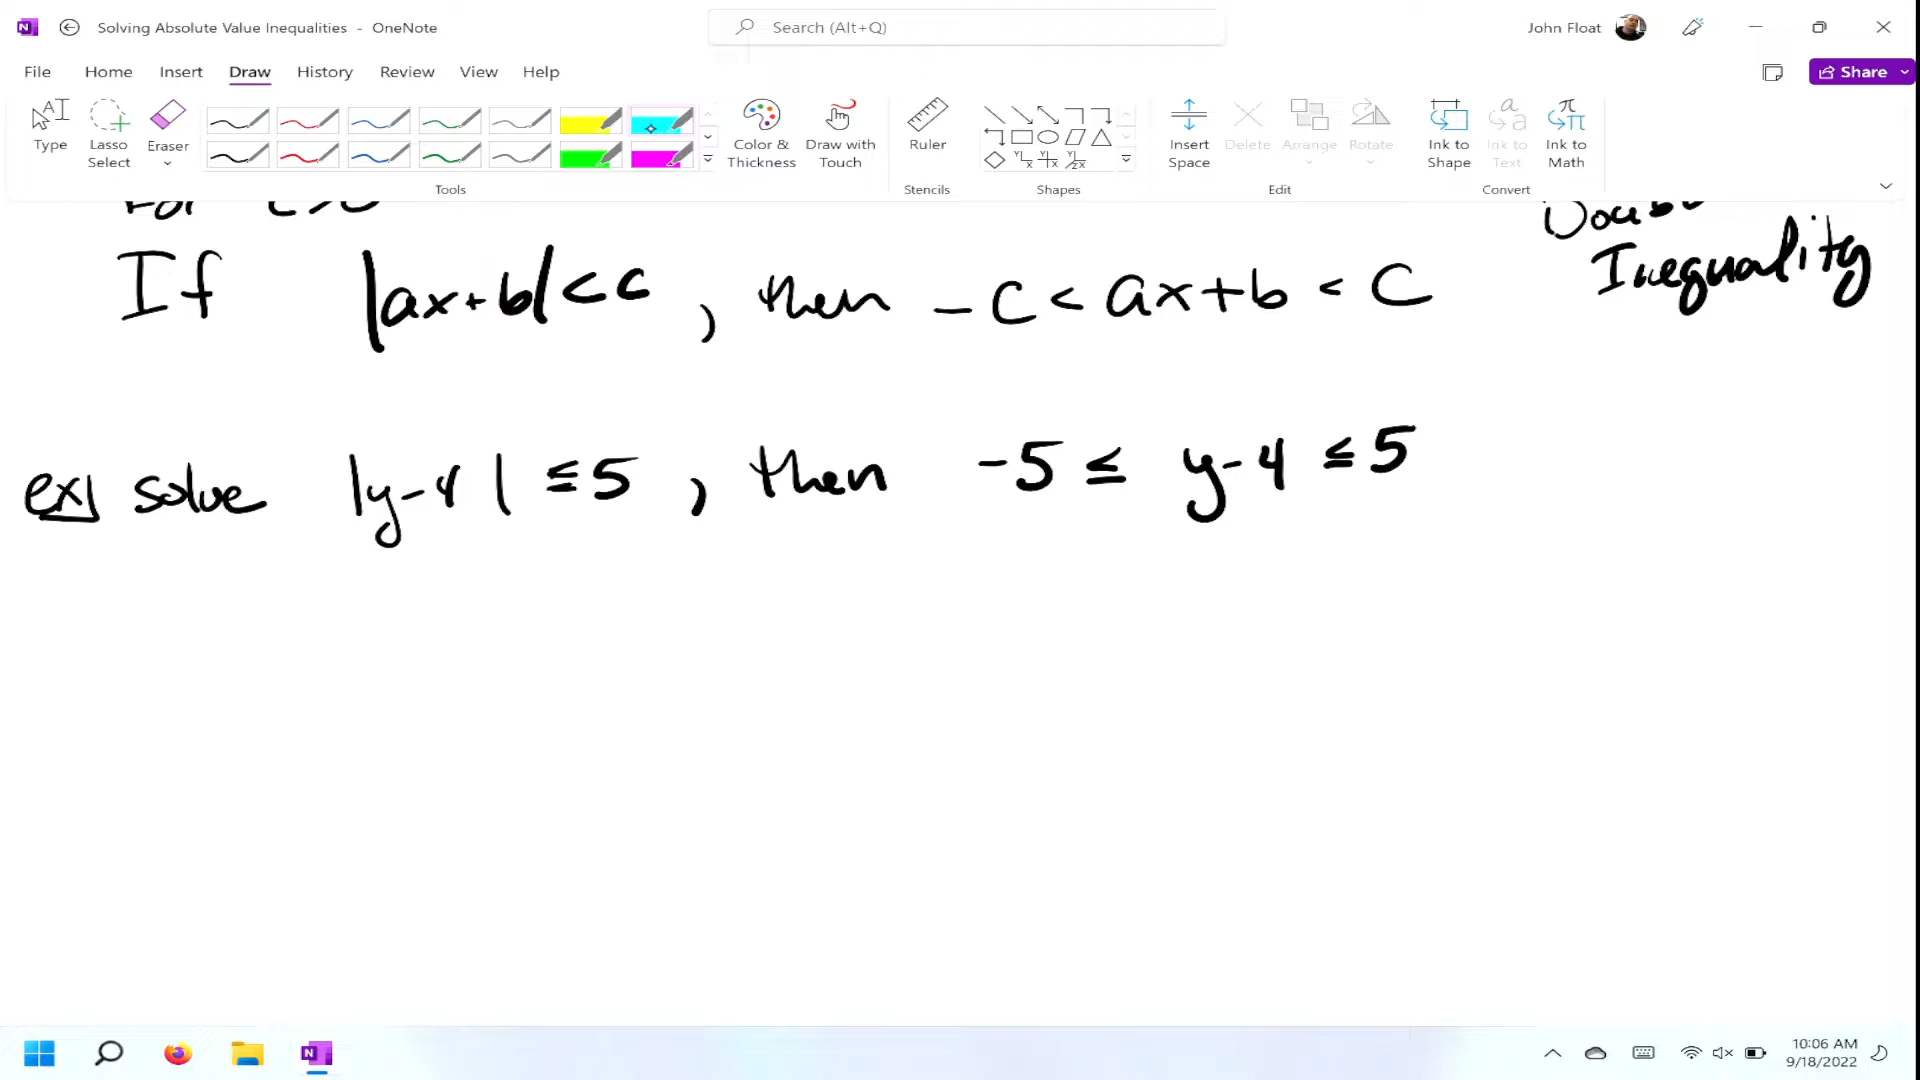 Solving Absolute Value Inequalities - OneNote
Search (Alt+Q)
John Float
File Home Insert Draw History Review View Help
Share
Type
Lasso Select
Eraser
Color & Thickness
Draw with Touch
Ruler
Insert Space
Delete
Arrange
Rotate
Ink to Shape
Ink to Text
Ink to Math
Tools
Stencils
Shapes
Edit
Convert
For c>0
If |ax+b|<c , then -c < ax+b < c
Inequality
ex) solve |y-4| ≤ 5 , then -5 ≤ y-4 ≤ 5
10:06 AM
9/18/2022